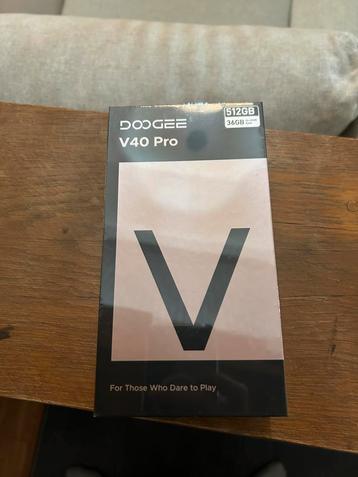 DOOGEE
512GB
36GB
V40 Pro
V
For Those Who Dare to Play